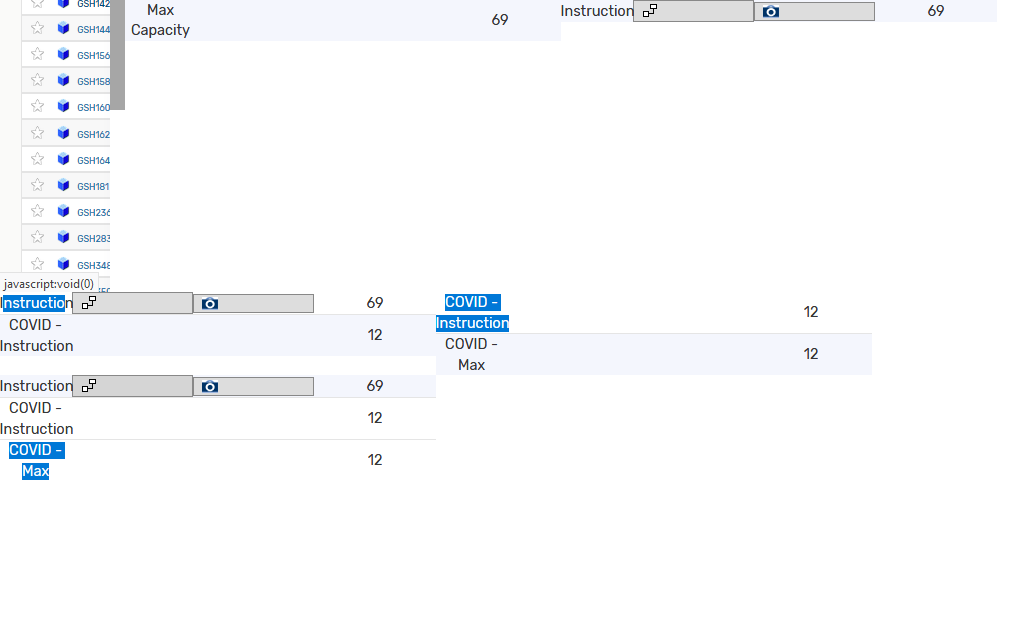 GSH142
GSH144
GSH156
GSH158
GSH160
GSH162
GSH164
GSH181
GSH236
GSH283
GSH348
Max
Capacity
69
Instruction
69
javascript:void(0)
Instruction
69
COVID -
Instruction
12
COVID -
Instruction
12
COVID -
Max
12
Instruction
69
COVID -
Instruction
12
COVID -
Max
12